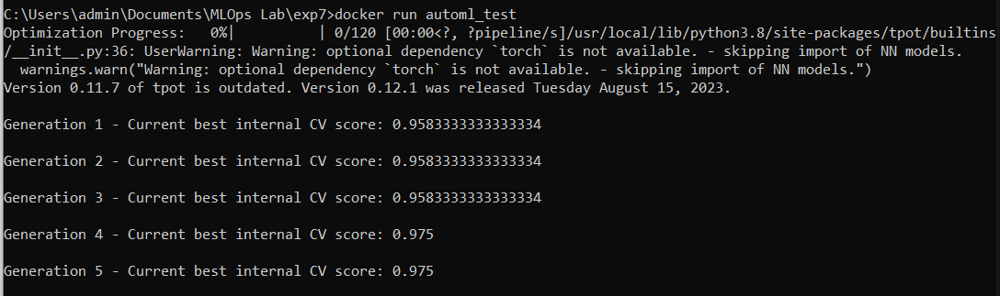 C:\Users\admin\Documents\MLOps Lab\exp7>docker run automl_test
Optimization Progress:   0%|          | 0/120 [00:00<?, ?pipeline/s]/usr/local/lib/python3.8/site-packages/tpot/builtins
/__init__.py:36: UserWarning: Warning: optional dependency `torch` is not available. - skipping import of NN models.
  warnings.warn("Warning: optional dependency `torch` is not available. - skipping import of NN models.")
Version 0.11.7 of tpot is outdated. Version 0.12.1 was released Tuesday August 15, 2023.
Generation 1 - Current best internal CV score: 0.9583333333333334
Generation 2 - Current best internal CV score: 0.9583333333333334
Generation 3 - Current best internal CV score: 0.9583333333333334
Generation 4 - Current best internal CV score: 0.975
Generation 5 - Current best internal CV score: 0.975